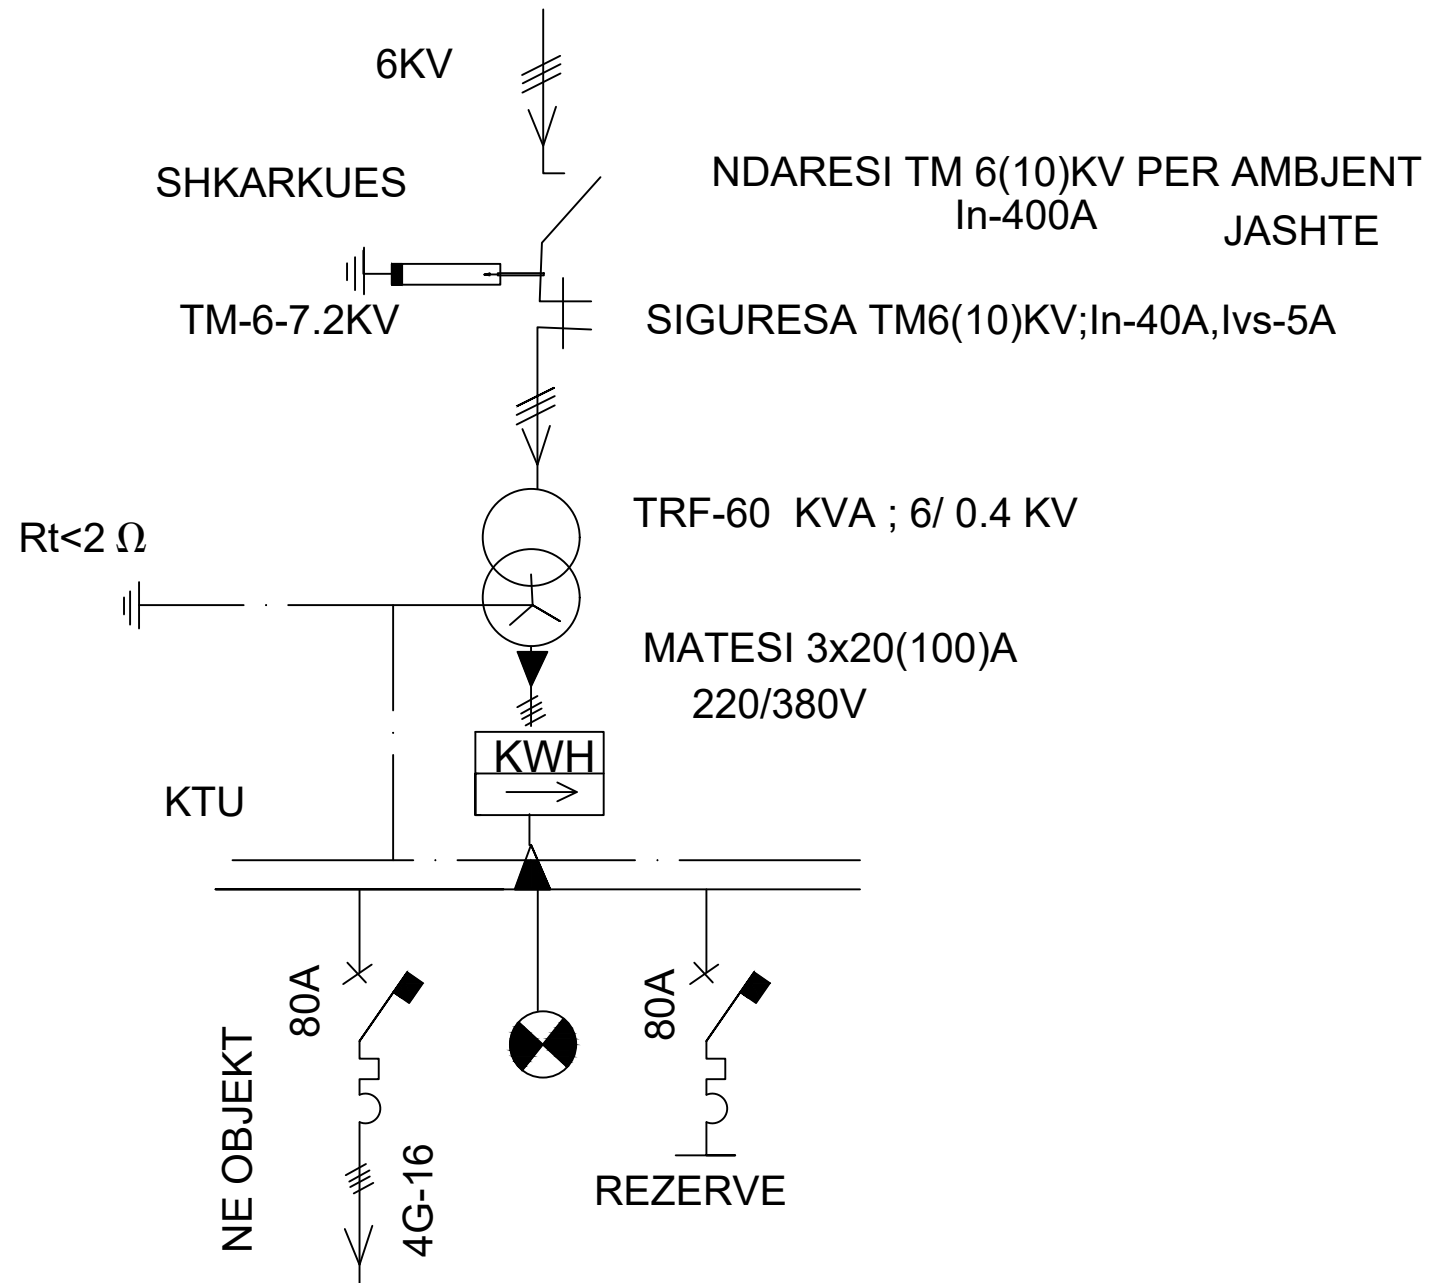 6KV
SHKARKUES
NDARESI TM 6(10)KV PER AMBJENT
In-400A
JASHTE
TM-6-7.2KV
SIGURESA TM6(10)KV;In-40A,Ivs-5A
TRF-60 KVA ; 6/ 0.4 KV
Rt<2 Ω
MATESI 3x20(100)A
220/380V
KWH
KTU
80A
80A
NE OBJEKT
4G-16
REZERVE